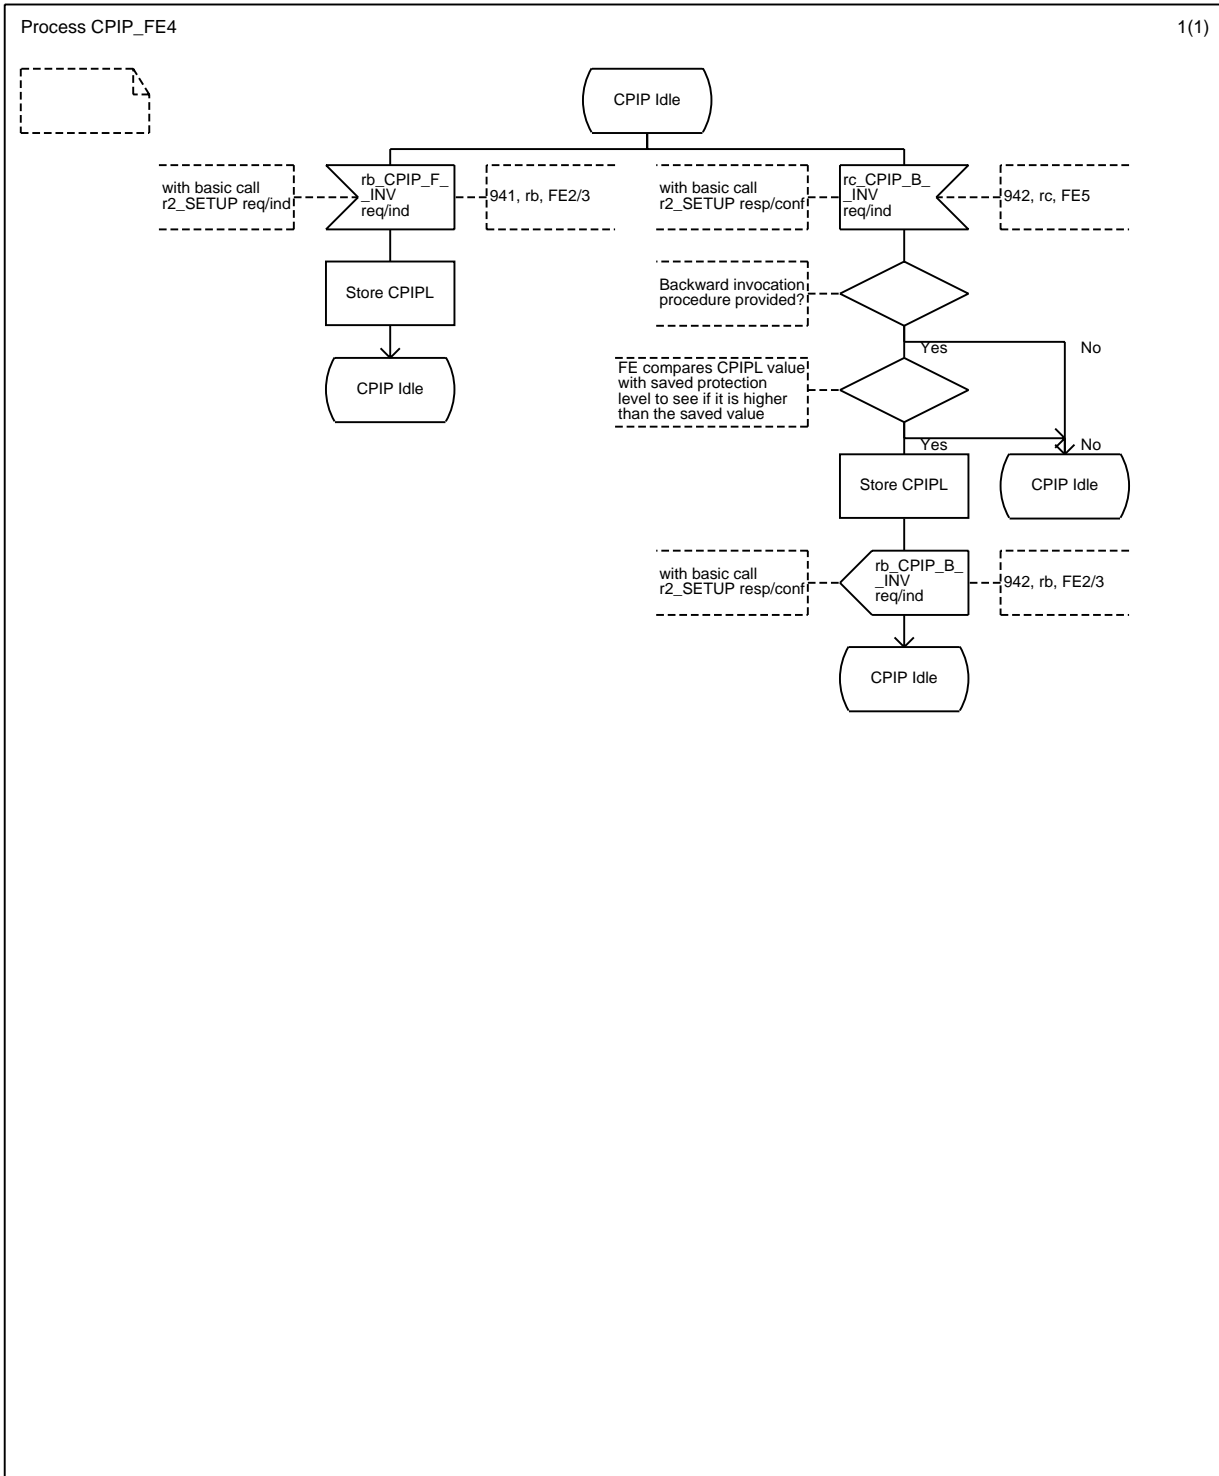 Process CPIP_FE4
1(1)
CPIP Idle
with basic call
r2_SETUP req/ind
rb_CPIP_F_
_INV
req/ind
941, rb, FE2/3
with basic call
r2_SETUP resp/conf
rc_CPIP_B_
_INV
req/ind
942, rc, FE5
Store CPIPL
CPIP Idle
Backward invocation
procedure provided?
Yes
No
FE compares CPIPL value
with saved protection
level to see if it is higher
than the saved value
Yes
No
Store CPIPL
CPIP Idle
with basic call
r2_SETUP resp/conf
rb_CPIP_B_
_INV
req/ind
942, rb, FE2/3
CPIP Idle